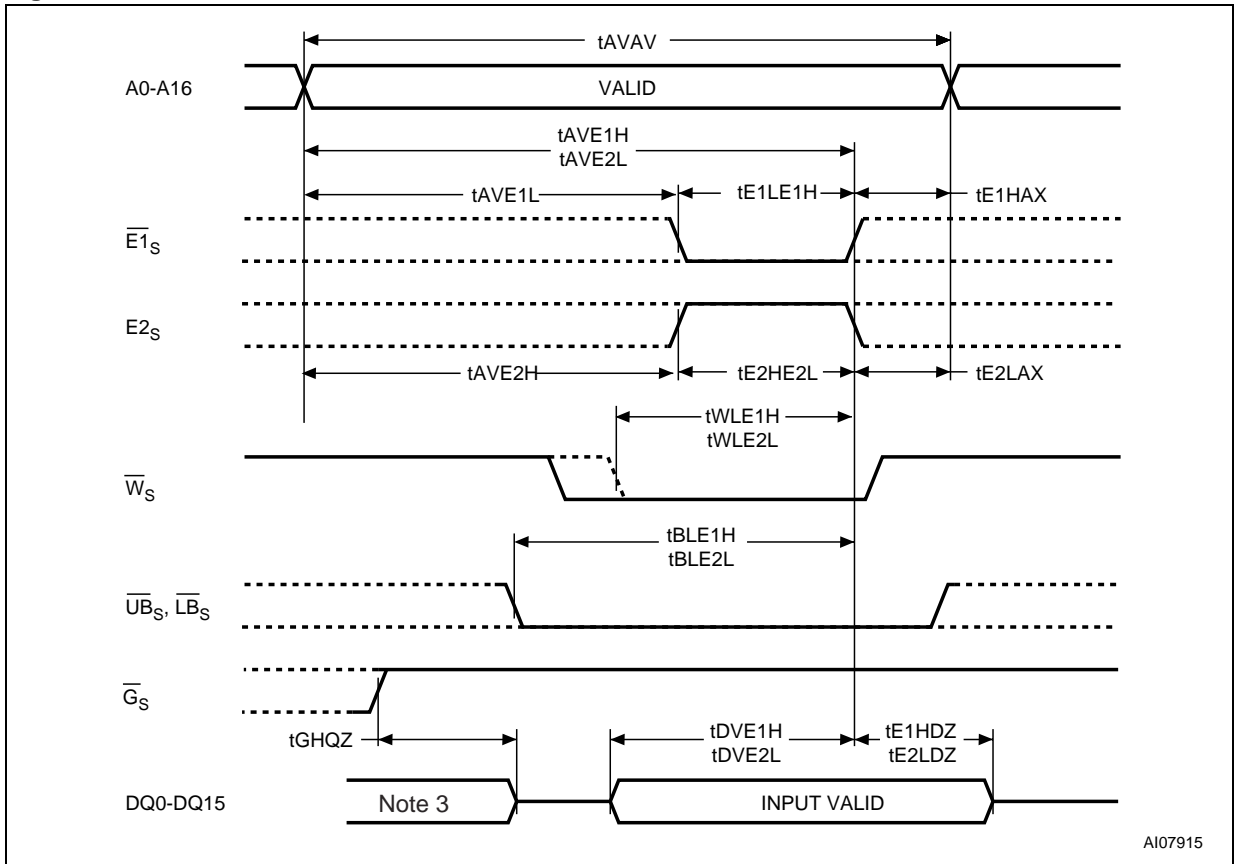 tAVAV
A0-A16
VALID
tAVE1H
tAVE2L
tAVE1L
tE1LE1H
tE1HAX
E1S
E2S
tAVE2H
tE2HE2L
tE2LAX
tWLE1H
tWLE2L
WS
tBLE1H
tBLE2L
UBS, LBS
GS
tGHQZ
tDVE1H
tDVE2L
tE1HDZ
tE2LDZ
DQ0-DQ15
Note 3
INPUT VALID
AI07915